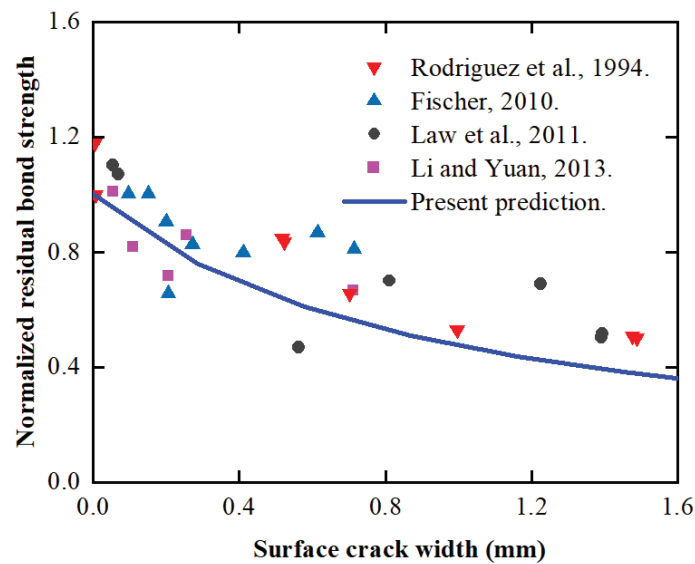 1.6
1.2
0.8
0.4
0.0
Normalized residual bond strength
Rodriguez et al., 1994.
Fischer, 2010.
Law et al., 2011.
Li and Yuan, 2013.
Present prediction.
0.0 0.4 0.8 1.2 1.6
Surface crack width (mm)